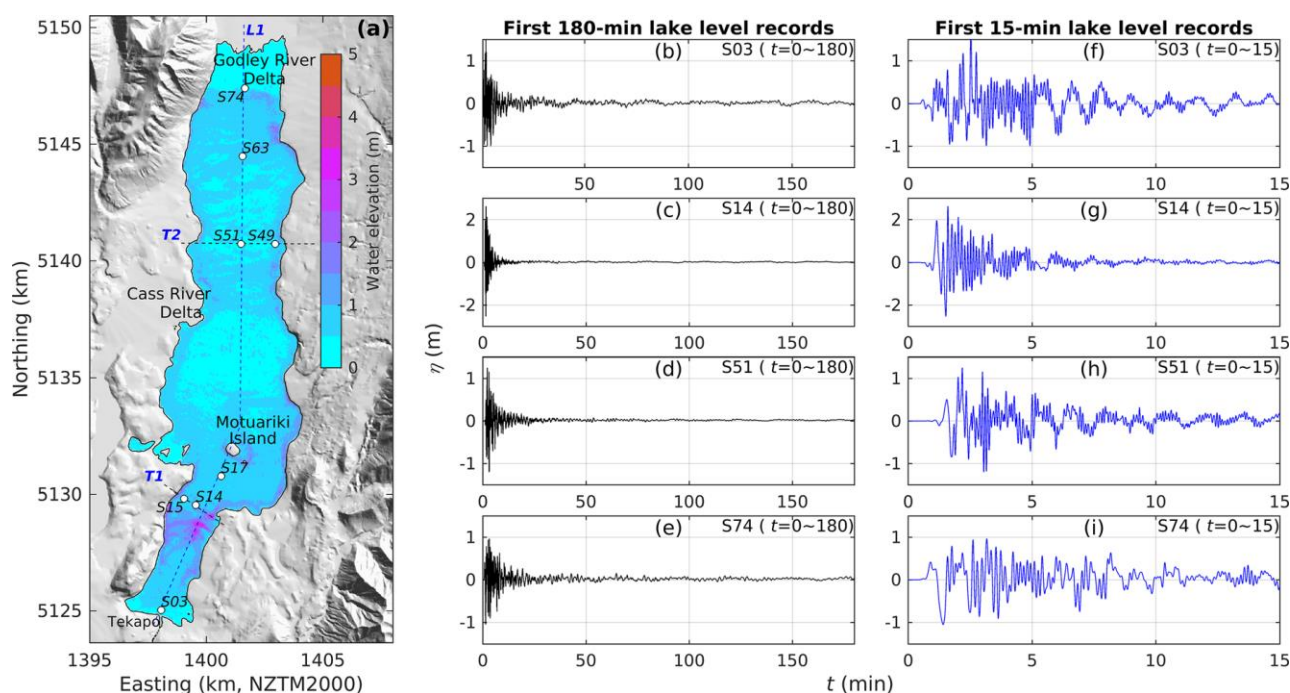 5150
5145
5140
5135
5130
5125
Northing (km)
1395
1400
1405
Easting (km, NZTM2000)
(a)
L1
Godley River
Delta
S74
S63
T2
S51
S49
Cass River
Delta
Motuariki
Island
S17
T1
S14
S15
S03
Tekapo
5
4
3
2
1
0
Water elevation (m)
First 180-min lake level records
First 15-min lake level records
(b)
S03 ( t=0~180)
1
0
-1
50
100
150
(f)
S03 ( t=0~15)
1
0
-1
0
5
10
15
(c)
S14 ( t=0~180)
2
0
-2
0
50
100
150
(g)
S14 ( t=0~15)
2
0
-2
0
5
10
15
η (m)
(d)
S51 ( t=0~180)
1
0
-1
0
50
100
150
(h)
S51 ( t=0~15)
1
0
-1
0
5
10
15
(e)
S74 ( t=0~180)
1
0
-1
0
50
100
150
(i)
S74 ( t=0~15)
1
0
-1
0
5
10
15
t (min)